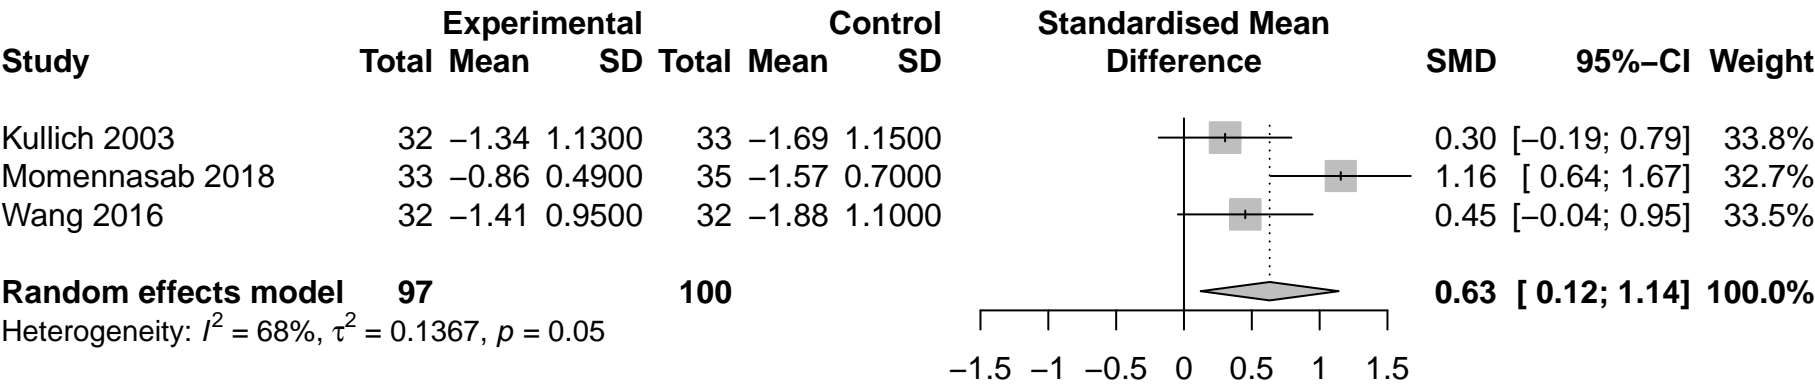 Experimental Control Standardised Mean
Study Total Mean SD Total Mean SD Difference SMD 95%−CI Weight
Kullich 2003 32 −1.34 1.1300 33 −1.69 1.1500 0.30 [−0.19; 0.79] 33.8%
Momennasab 2018 33 −0.86 0.4900 35 −1.57 0.7000 1.16 [ 0.64; 1.67] 32.7%
Wang 2016 32 −1.41 0.9500 32 −1.88 1.1000 0.45 [−0.04; 0.95] 33.5%
Random effects model 97 100 0.63 [ 0.12; 1.14] 100.0%
Heterogeneity: I² = 68%, τ² = 0.1367, p = 0.05
−1.5 −1 −0.5 0 0.5 1 1.5